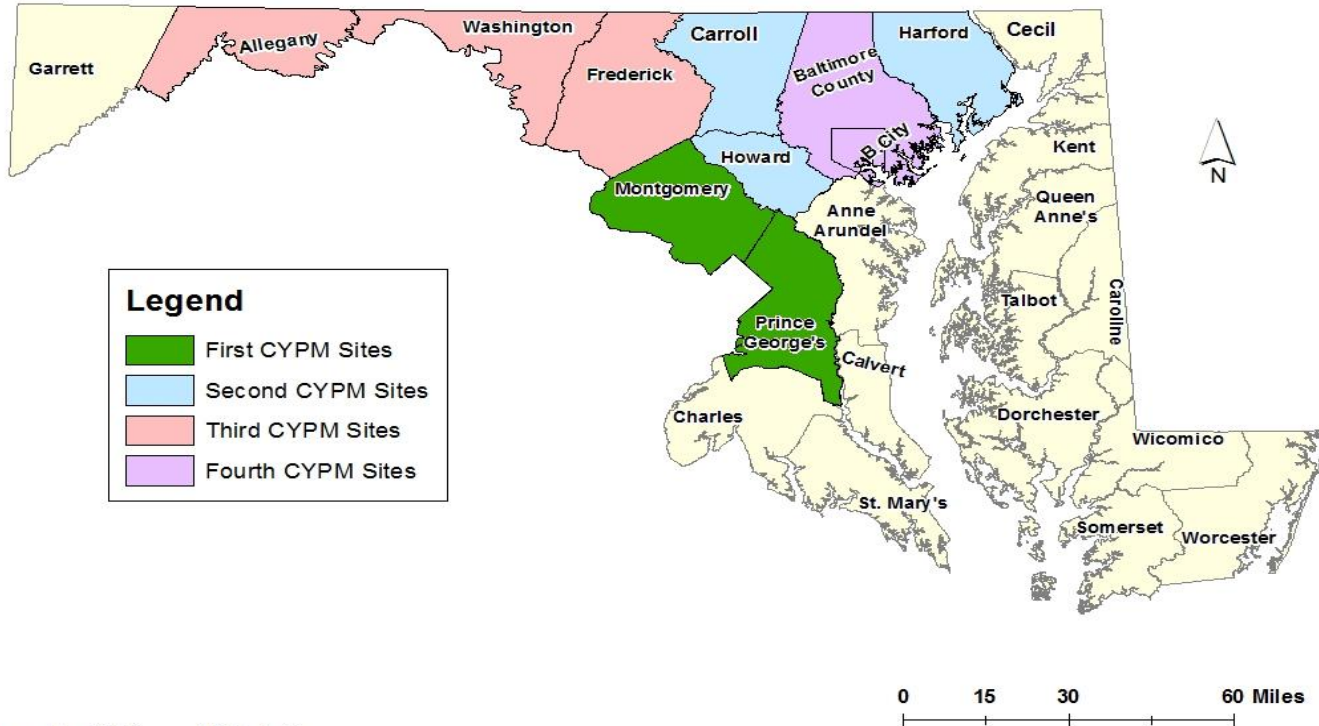 Garrett
Allegany
Washington
Frederick
Carroll
Baltimore
County
Harford
Cecil
B City
Howard
Kent
Montgomery
Queen
Anne's
Anne
Arundel
N
Legend
First CYPM Sites
Second CYPM Sites
Third CYPM Sites
Fourth CYPM Sites
Talbot
Caroline
Prince
George's
Calvert
Charles
Dorchester
Wicomico
St. Mary's
Somerset
Worcester
0 15 30 60 Miles